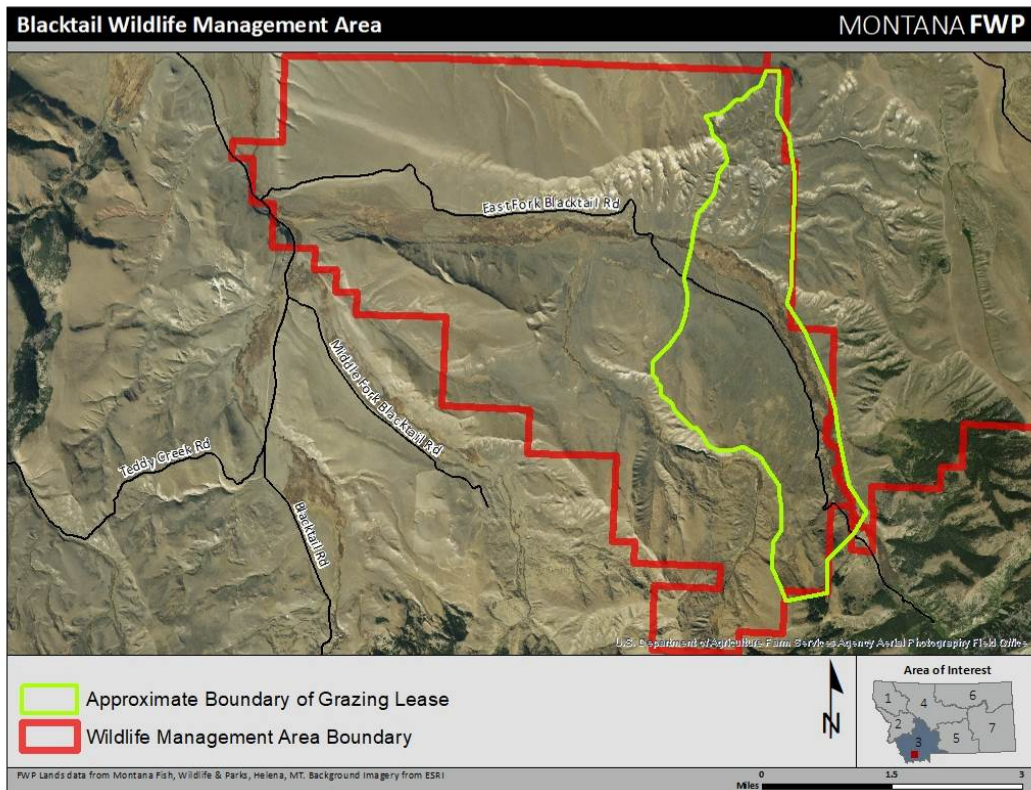 Blacktail Wildlife Management Area
MONTANA FWP
East Fork Blacktail Rd
Middle Fork Blacktail Rd
Teddy Creek Rd
Blacktail Rd
U.S. Department of Agriculture Farm Services Agency Aerial Photography Field Office
Approximate Boundary of Grazing Lease
Wildlife Management Area Boundary
N
Area of Interest
1
2
4
6
3
5
7
FWP Lands data from Montana Fish, Wildlife & Parks, Helena, MT. Background Imagery from ESRI
0 1.5 3
Miles